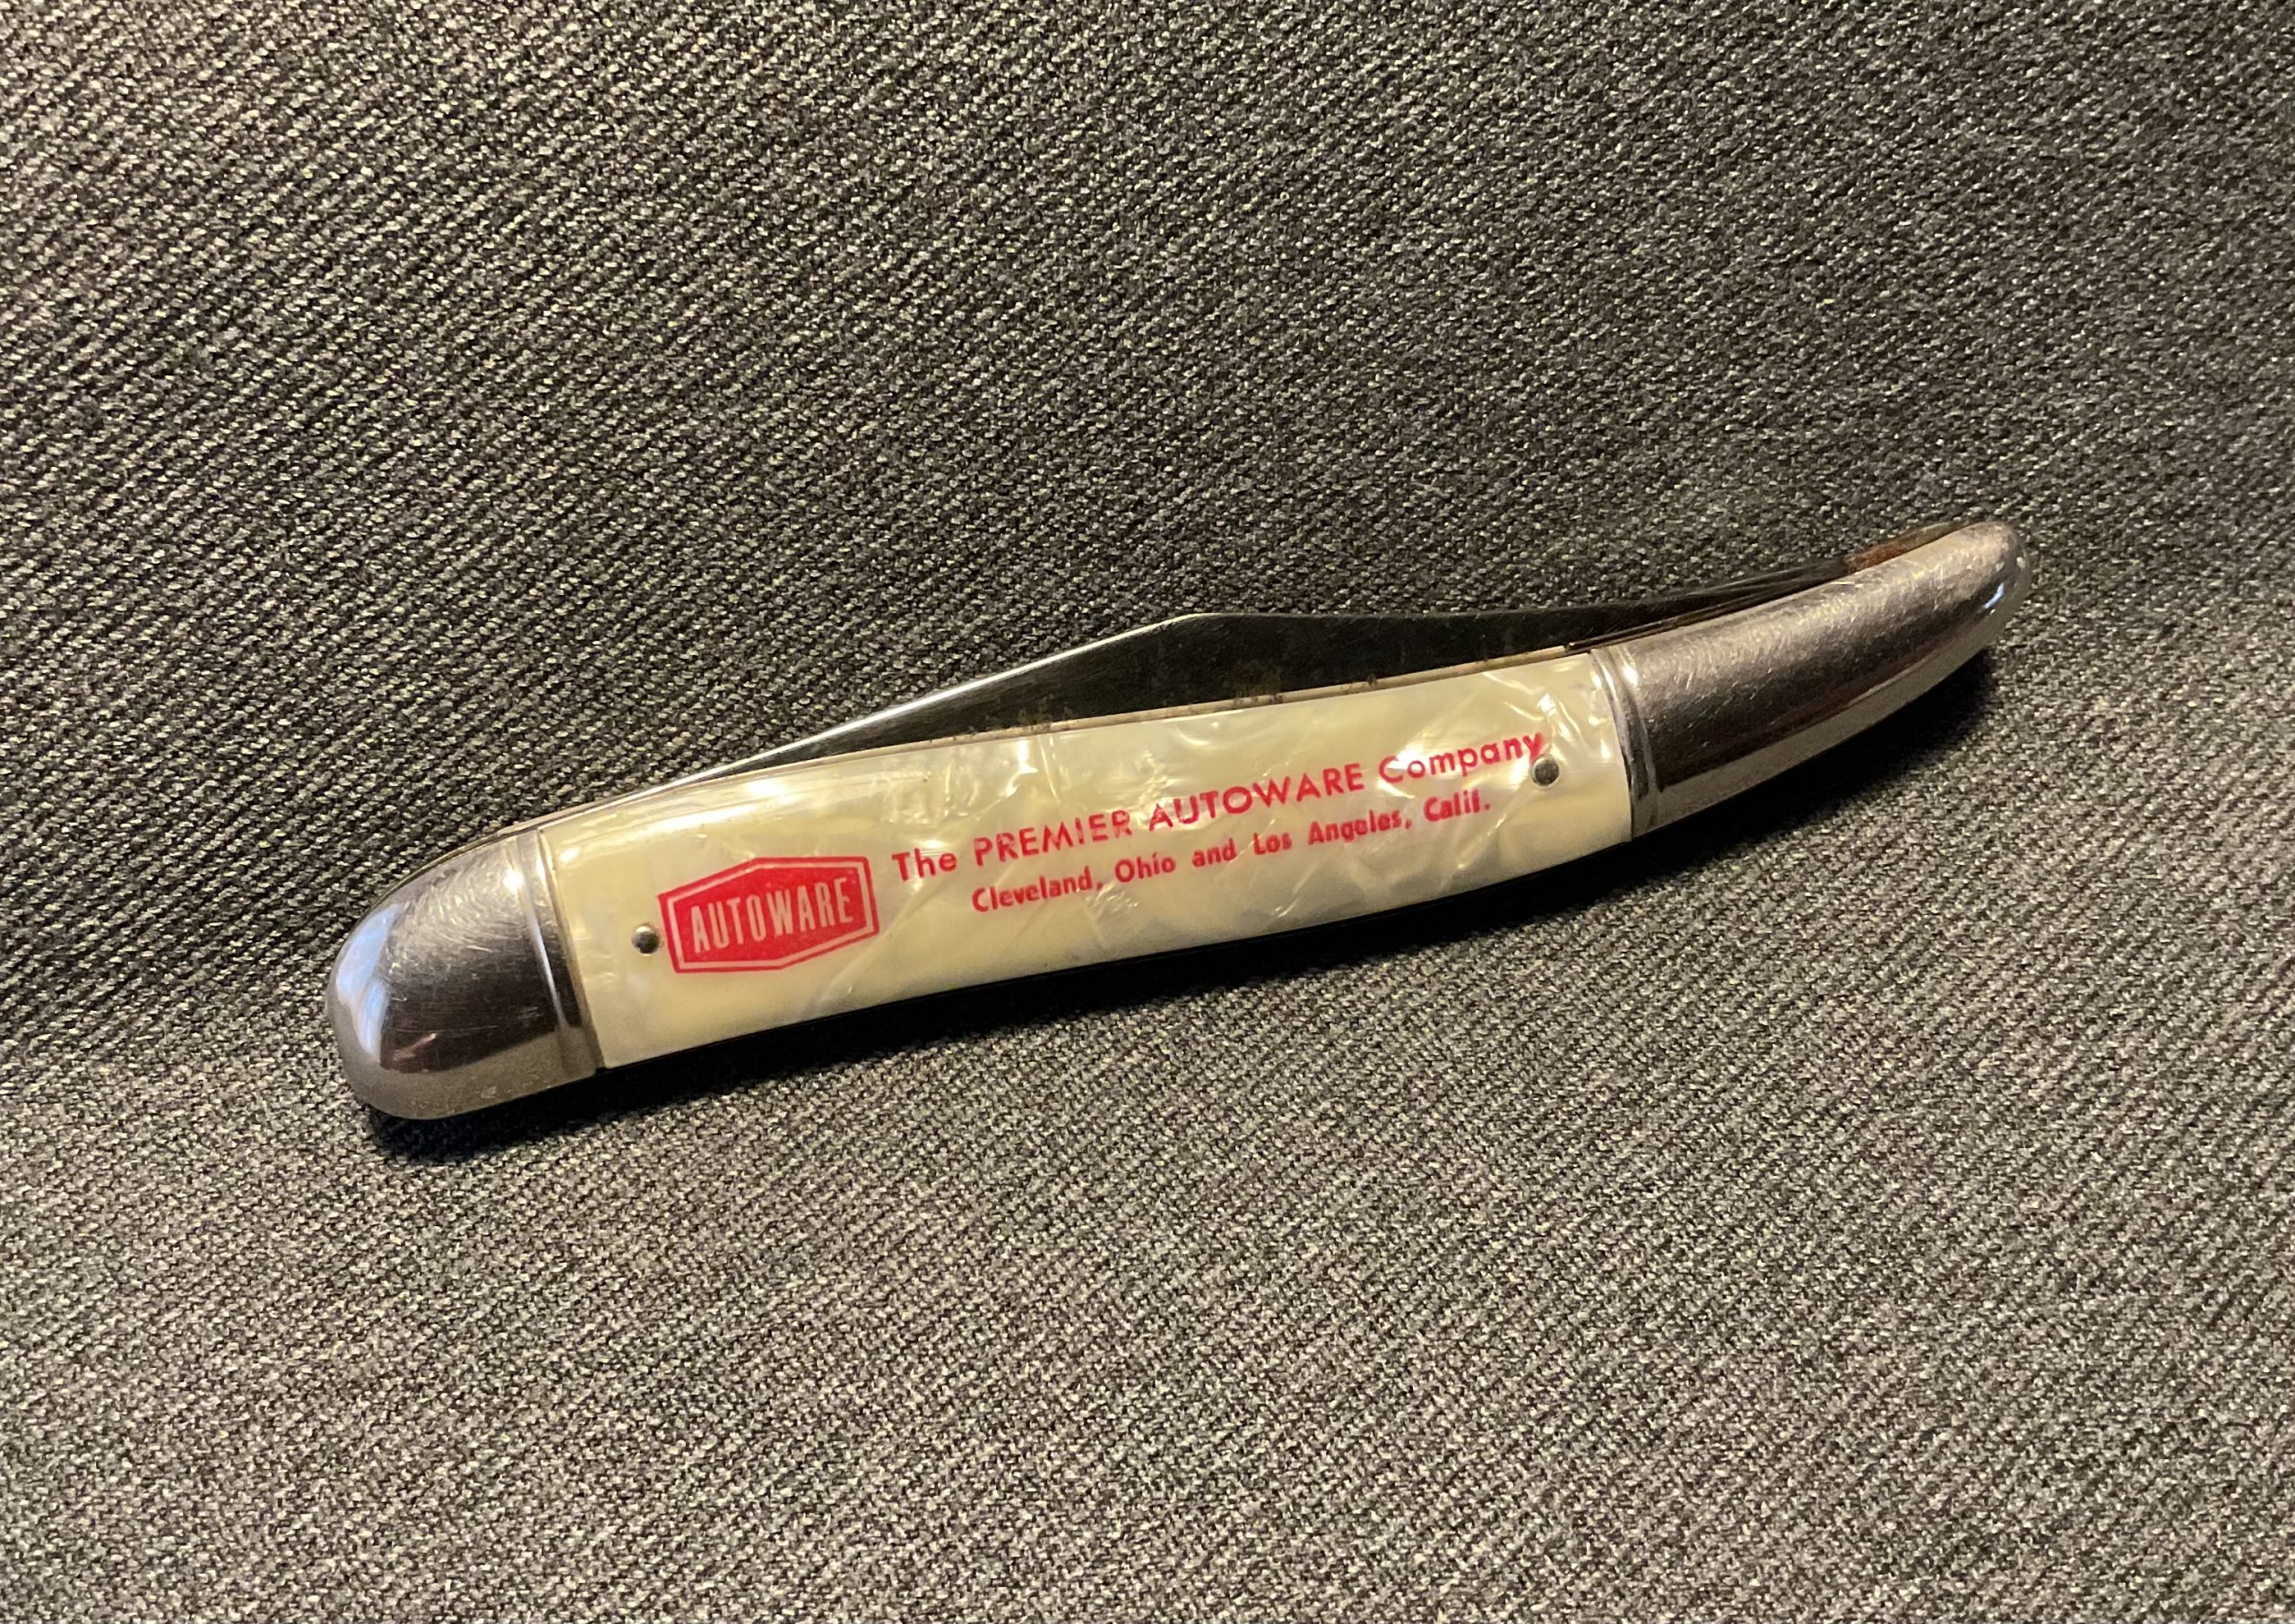 AUTOWARE
The PREMIER AUTOWARE Company
Cleveland, Ohio and Los Angeles, Calif.